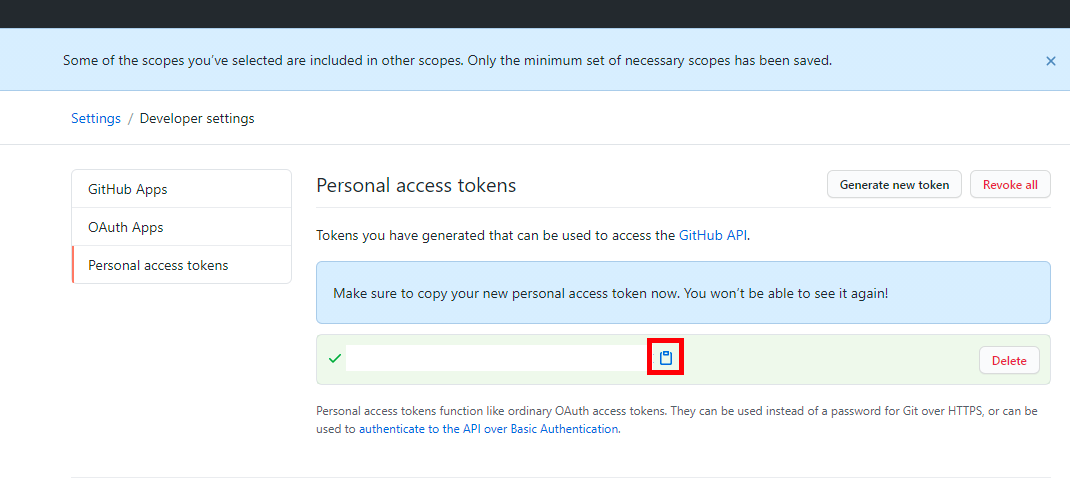 Some of the scopes you’ve selected are included in other scopes. Only the minimum set of necessary scopes has been saved.
Settings / Developer settings
GitHub Apps
OAuth Apps
Personal access tokens
Personal access tokens
Generate new token
Revoke all
Tokens you have generated that can be used to access the GitHub API.
Make sure to copy your new personal access token now. You won’t be able to see it again!
Delete
Personal access tokens function like ordinary OAuth access tokens. They can be used instead of a password for Git over HTTPS, or can be
used to authenticate to the API over Basic Authentication.